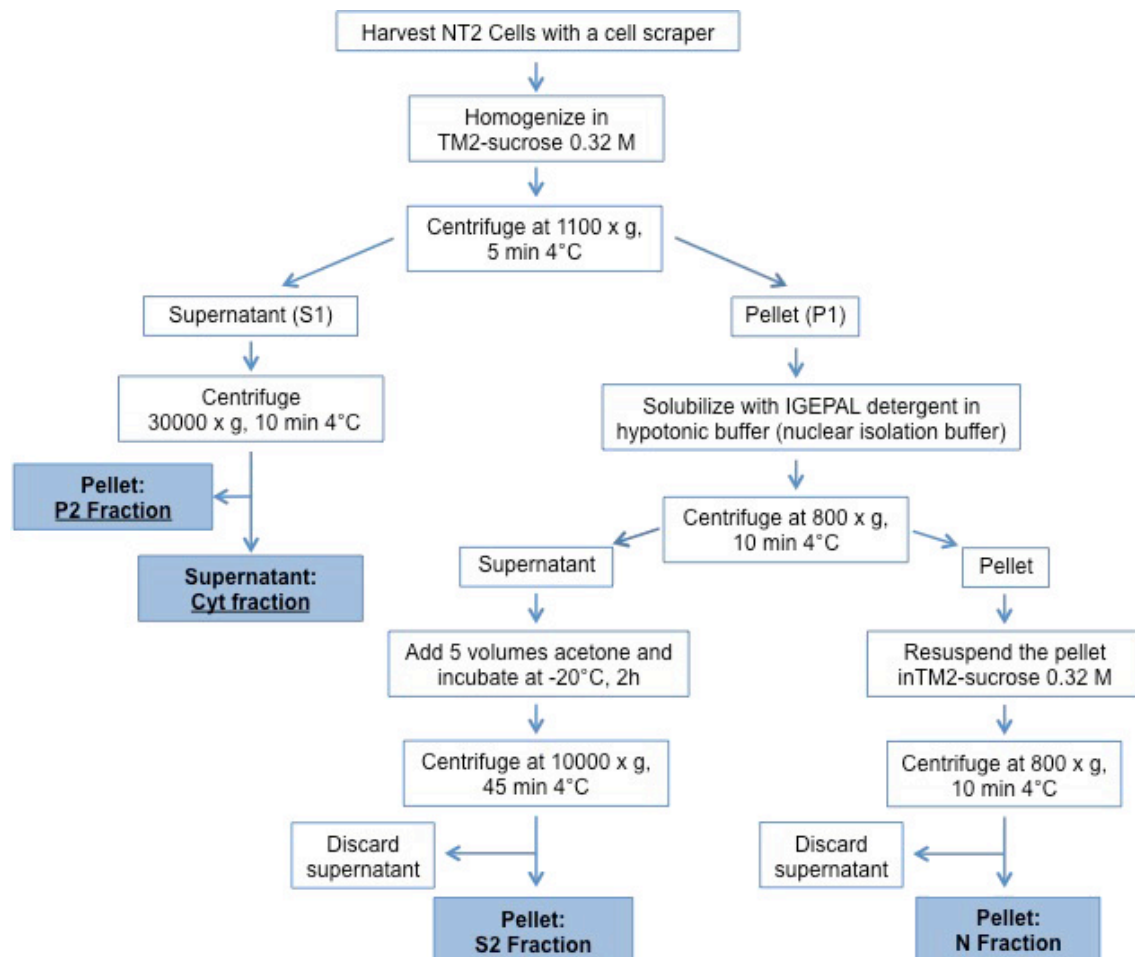 Harvest NT2 Cells with a cell scraper
Homogenize in
TM2-sucrose 0.32 M
Centrifuge at 1100 x g,
5 min 4°C
Supernatant (S1)
Pellet (P1)
Centrifuge
30000 x g, 10 min 4°C
Solubilize with IGEPAL detergent in
hypotonic buffer (nuclear isolation buffer)
Pellet:
P2 Fraction
Supernatant:
Cyt fraction
Centrifuge at 800 x g,
10 min 4°C
Supernatant
Pellet
Add 5 volumes acetone and
incubate at -20°C, 2h
Resuspend the pellet
inTM2-sucrose 0.32 M
Centrifuge at 10000 x g,
45 min 4°C
Centrifuge at 800 x g,
10 min 4°C
Discard
supernatant
Discard
supernatant
Pellet:
S2 Fraction
Pellet:
N Fraction